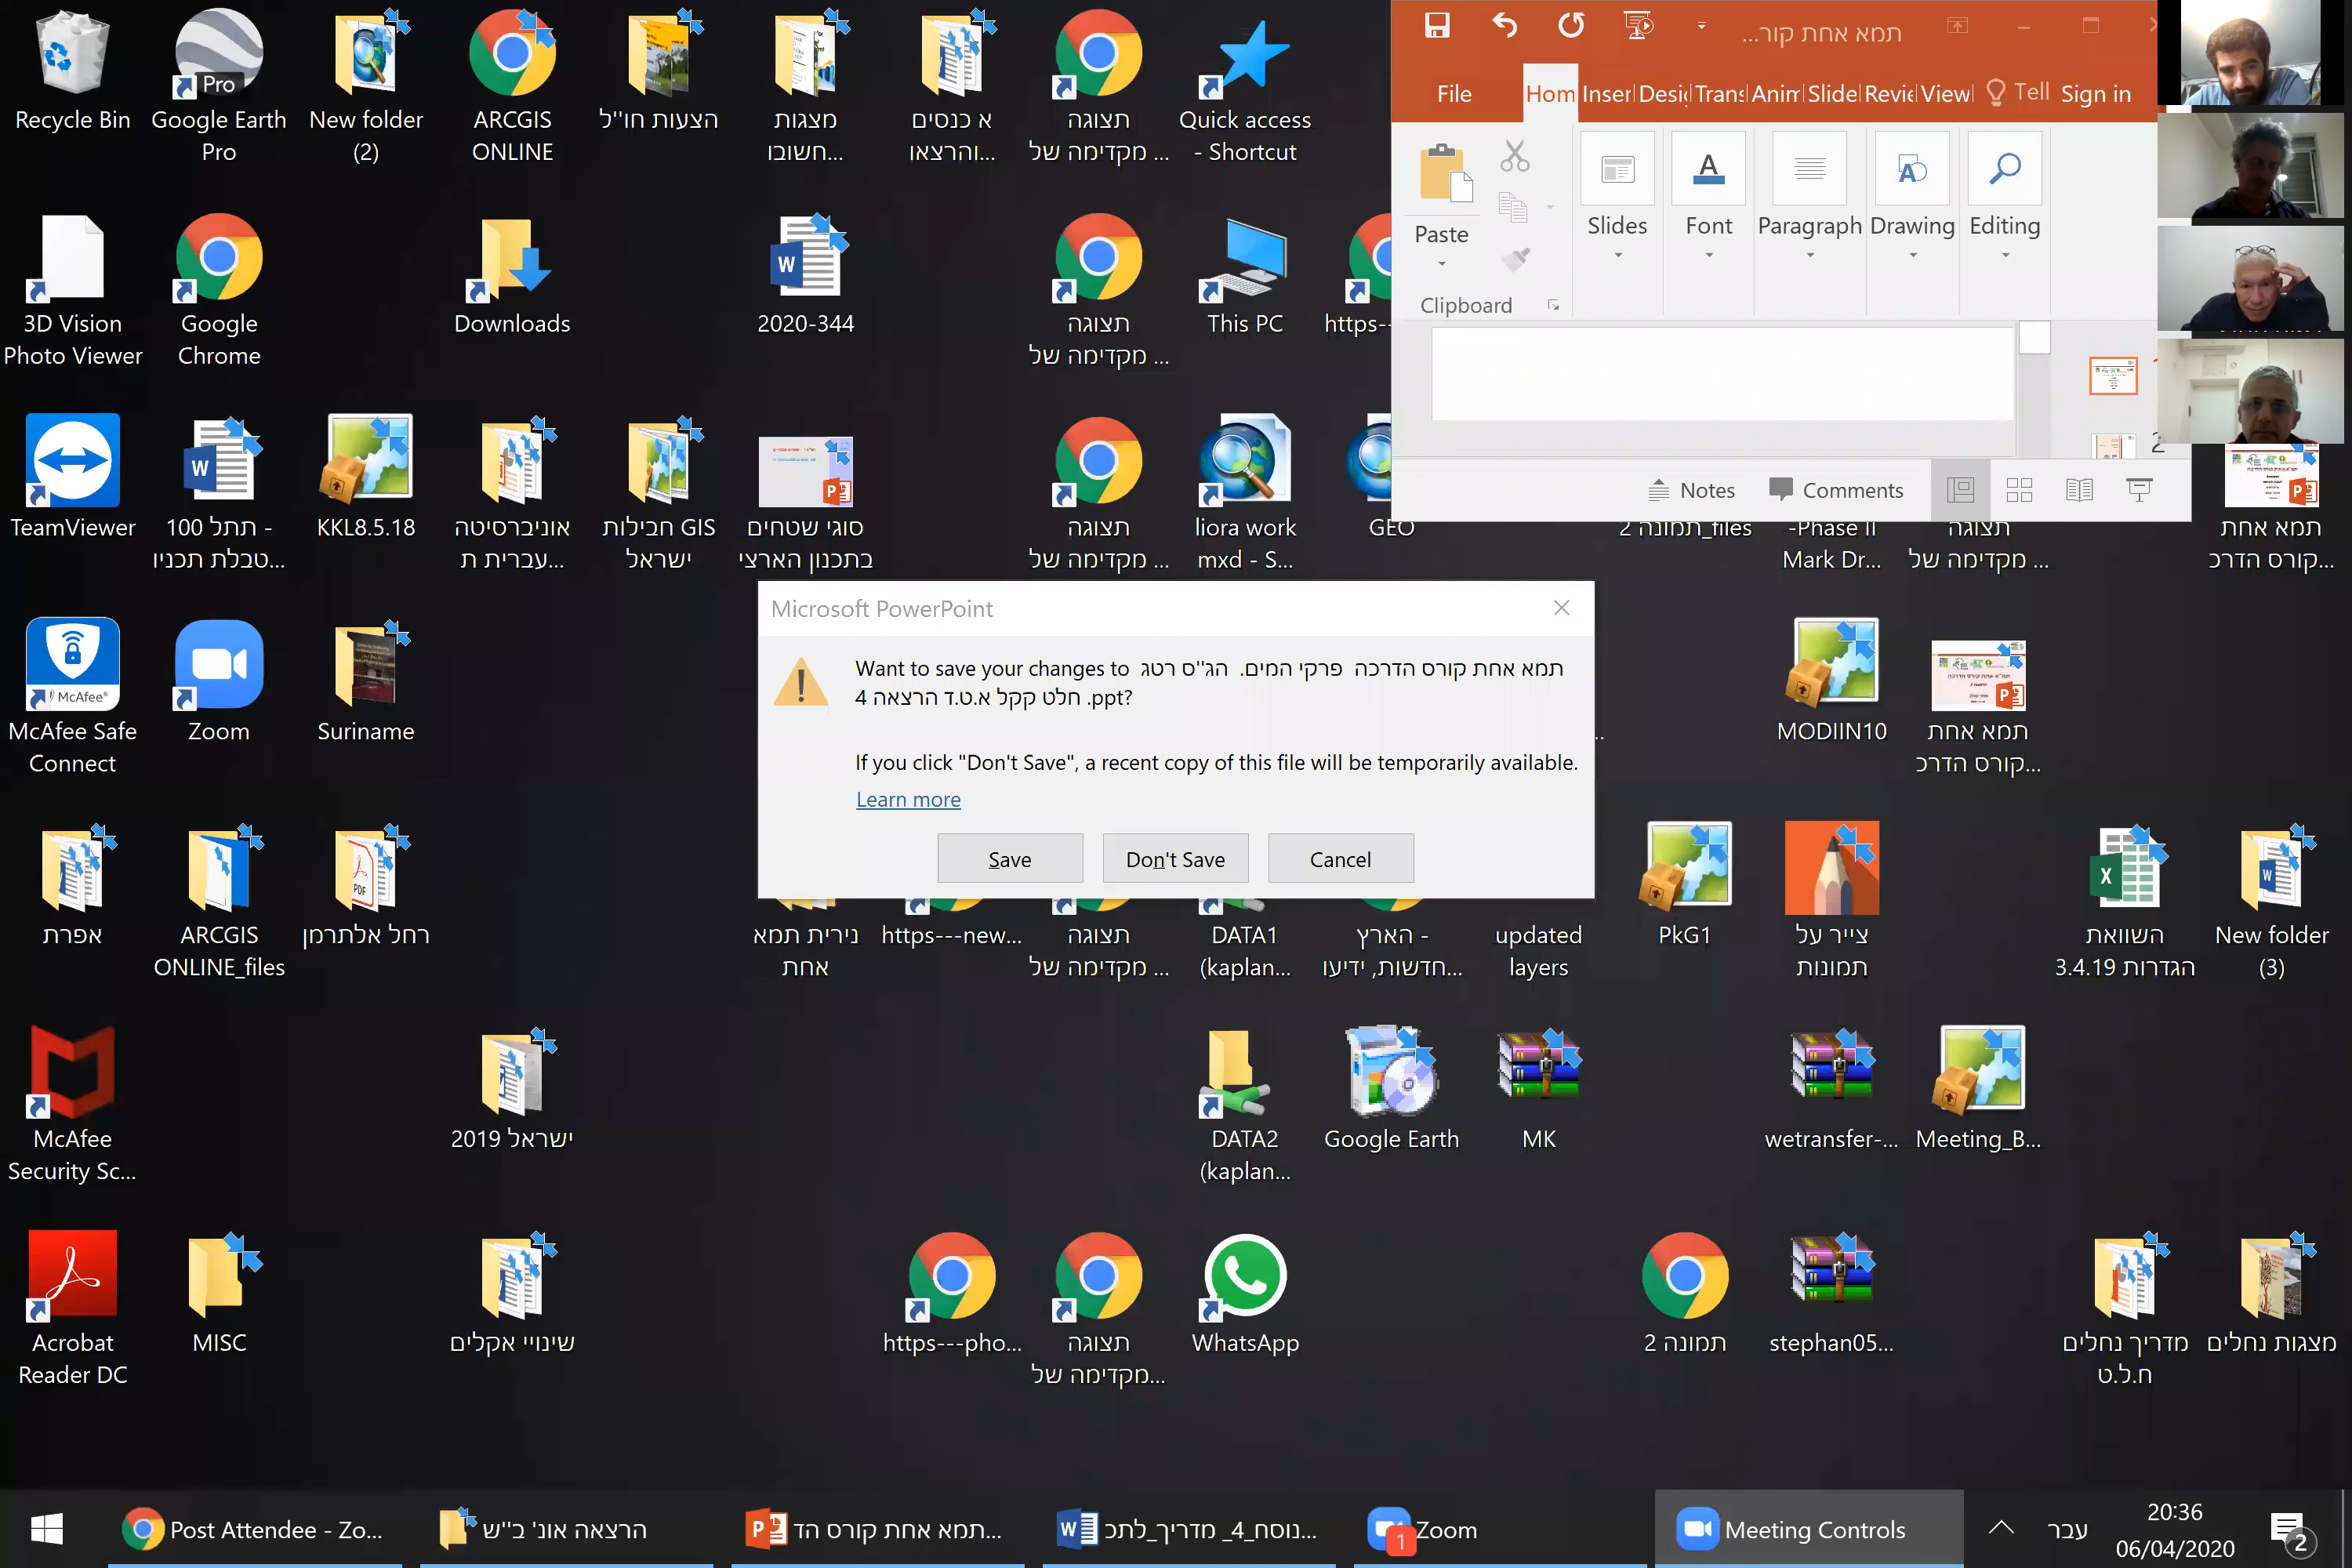 Recycle Bin
Google Earth
Pro
New folder
(2)
ARCGIS
ONLINE
הצעות חו''ל
מצגות
חשובו...
א כנסים
והרצאו...
תצוגה
מקדימה של ...
Quick access
- Shortcut
תמא אחת קור...
File
Hom
Inser
Desi
Trans
Anim
Slide
Revie
View
Tell
Sign in
Paste
Clipboard
Slides
Font
Paragraph
Drawing
Editing
Notes
Comments
3D Vision
Photo Viewer
Google
Chrome
Downloads
2020-344
תצוגה
מקדימה של ...
This PC
https--
TeamViewer
תתל 100 -
טבלת תכניו...
KKL8.5.18
אוניברסיטה
עברית ת...
חבילות GIS
ישראל
סוגי שטחים
בתכנון הארצי
תצוגה
מקדימה של ...
liora work
mxd - S...
GEO
תמונה 2_files
-Phase II
Mark Dr...
תצוגה
מקדימה של ...
תמא אחת
קורס הדרכ...
McAfee Safe
Connect
Zoom
Suriname
Microsoft PowerPoint
Want to save your changes to תמא אחת קורס הדרכה פרקי המים. הג''ס רטג
חלט קקל א.ט.ד הרצאה 4 .ppt?
If you click "Don't Save", a recent copy of this file will be temporarily available.
Learn more
Save
Don't Save
Cancel
MODIIN10
תמא אחת
קורס הדרכ...
אפרת
ARCGIS
ONLINE_files
רחל אלתרמן
נירית תמא
אחת
https---new...
תצוגה
מקדימה של ...
DATA1
(kaplan...
הארץ -
חדשות, ידיעו...
updated
layers
PkG1
צייר על
תמונות
השוואת
הגדרות 3.4.19
New folder
(3)
McAfee
Security Sc...
ישראל 2019
DATA2
(kaplan...
Google Earth
MK
wetransfer-...
Meeting_B...
Acrobat
Reader DC
MISC
שינויי אקלים
https---pho...
תצוגה
מקדימה של...
WhatsApp
תמונה 2
stephan05...
מדריך נחלים
ח.ל.ט
מצגות נחלים
Post Attendee - Zo...
הרצאה אונ' ב''ש
תמא אחת קורס הד...
נוסח_4_ מדריך_לתכ...
Zoom
Meeting Controls
עבר
20:36
06/04/2020
2